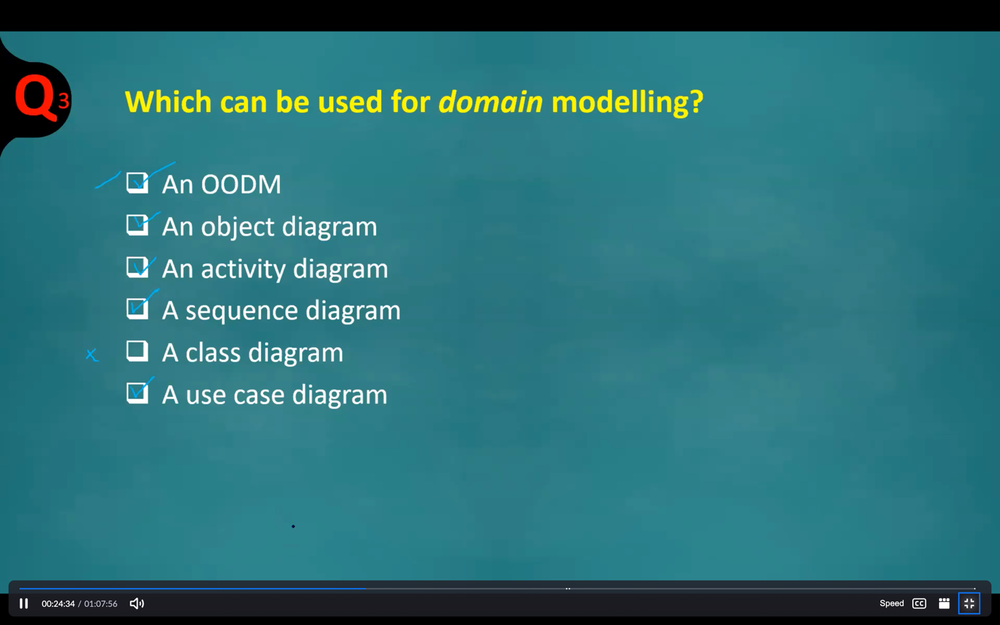 Q3
Which can be used for domain modelling?
An OODM
An object diagram
An activity diagram
A sequence diagram
x A class diagram
A use case diagram
00:24:34 / 01:07:56 Speed CC